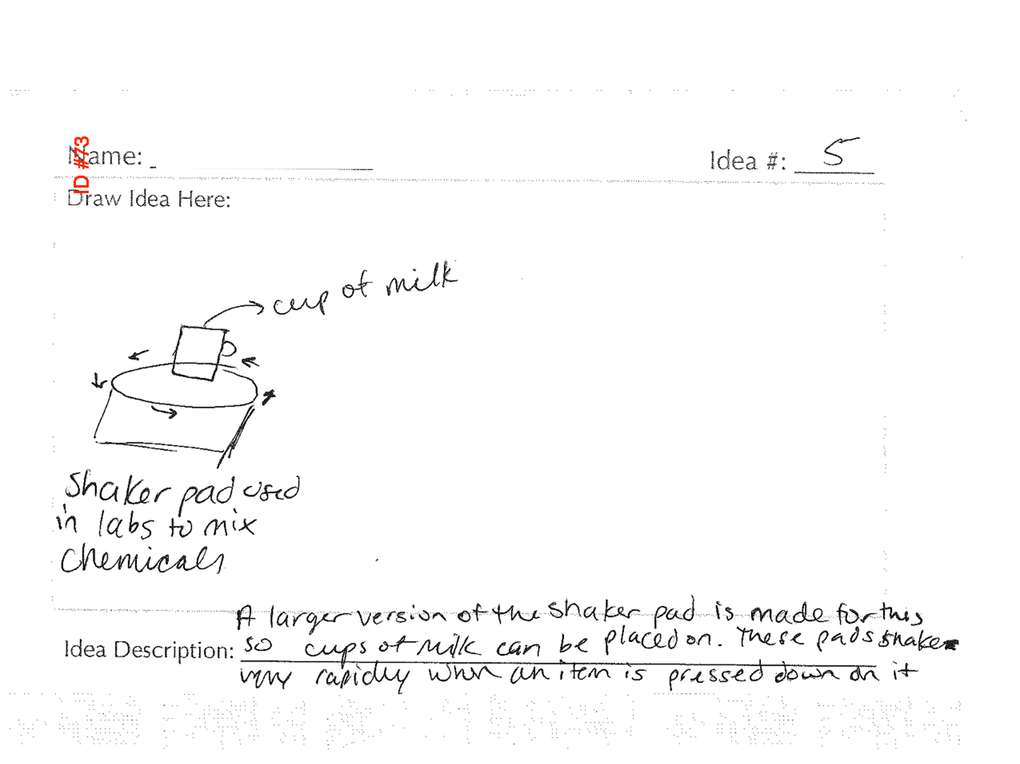 ID #73
Name:
Idea #: 5
Draw Idea Here:
cup of milk
Shaker pad used
in labs to mix
chemicals
A larger version of the shaker pad is made for this
Idea Description: so cups of milk can be placed on. These pads shake
very rapidly when an item is pressed down on it